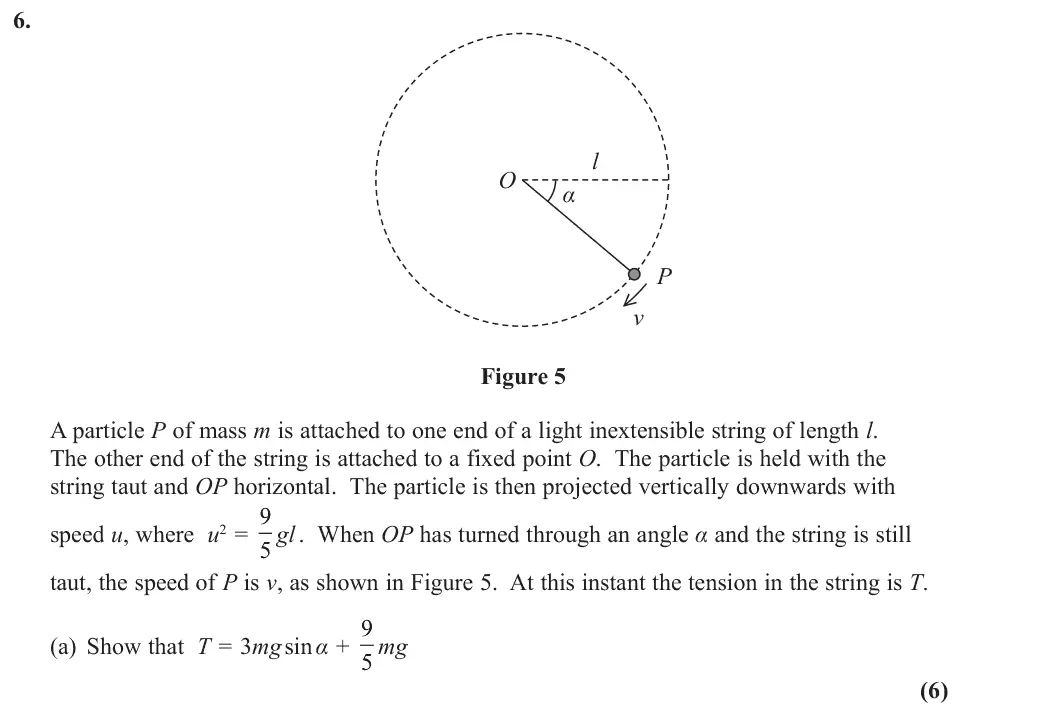 6.
l
O
α
P
v
Figure 5
A particle P of mass m is attached to one end of a light inextensible string of length l.
The other end of the string is attached to a fixed point O. The particle is held with the
string taut and OP horizontal. The particle is then projected vertically downwards with
speed u, where u² = 9/5 gl. When OP has turned through an angle α and the string is still
taut, the speed of P is v, as shown in Figure 5. At this instant the tension in the string is T.
(a) Show that T = 3mg sin α + 9/5 mg
(6)